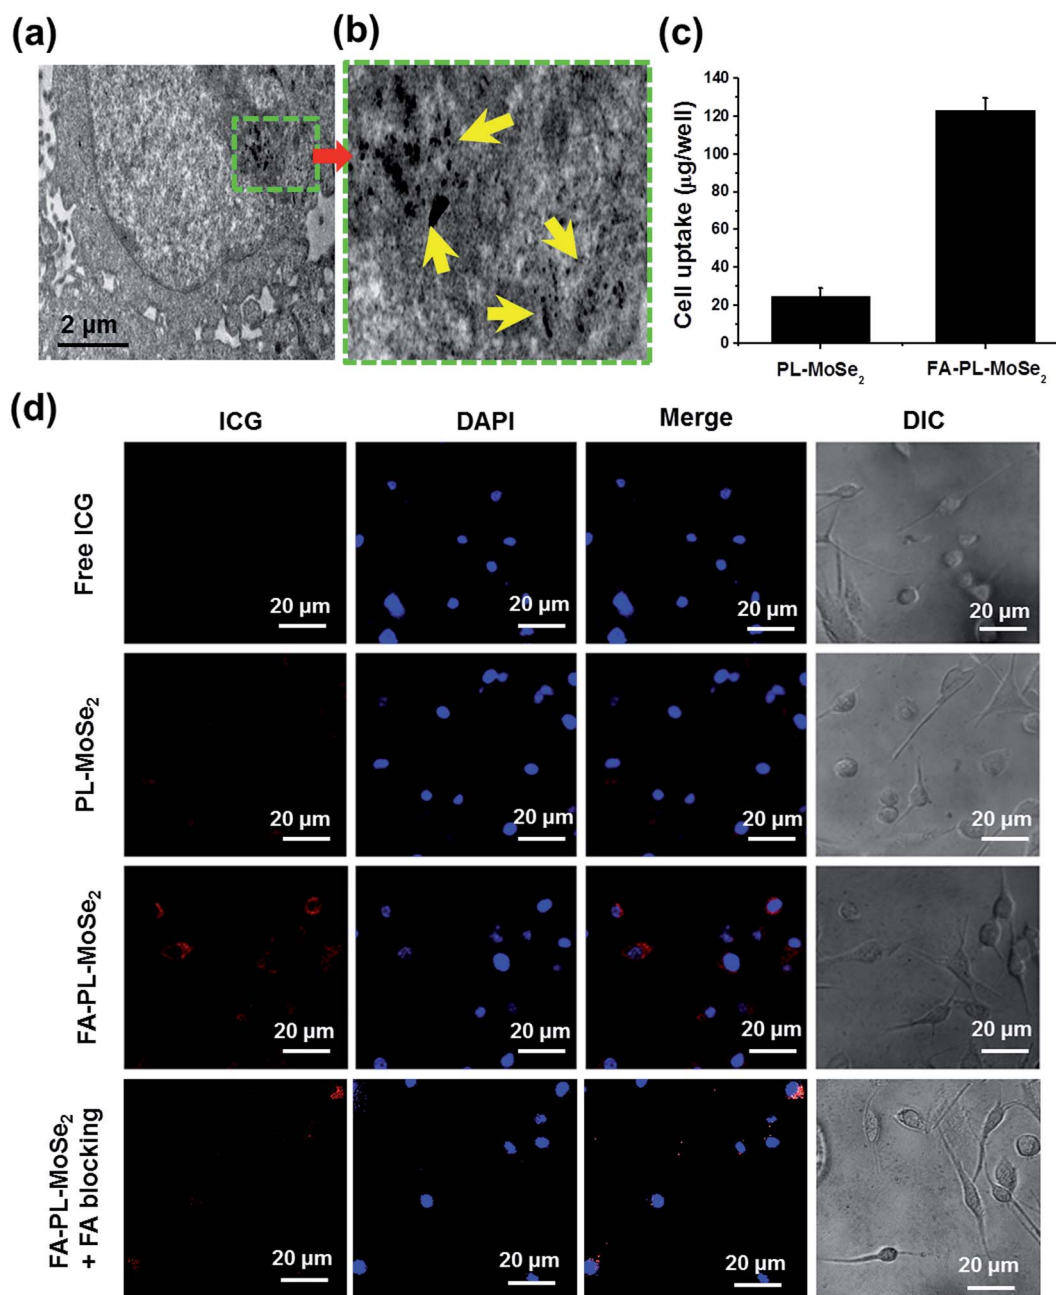 (a)
(b)
(c)
2 µm
Cell uptake (µg/well)
140
120
100
80
60
40
20
0
PL-MoSe₂
FA-PL-MoSe₂
(d)
ICG
DAPI
Merge
DIC
Free ICG
20 µm
20 µm
20 µm
20 µm
PL-MoSe₂
20 µm
20 µm
20 µm
20 µm
FA-PL-MoSe₂
20 µm
20 µm
20 µm
20 µm
FA-PL-MoSe₂
+ FA blocking
20 µm
20 µm
20 µm
20 µm